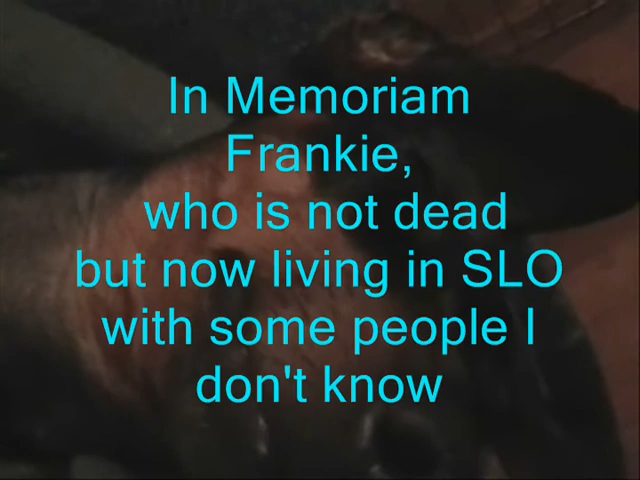 In Memoriam
Frankie,
who is not dead
but now living in SLO
with some people I
don't know